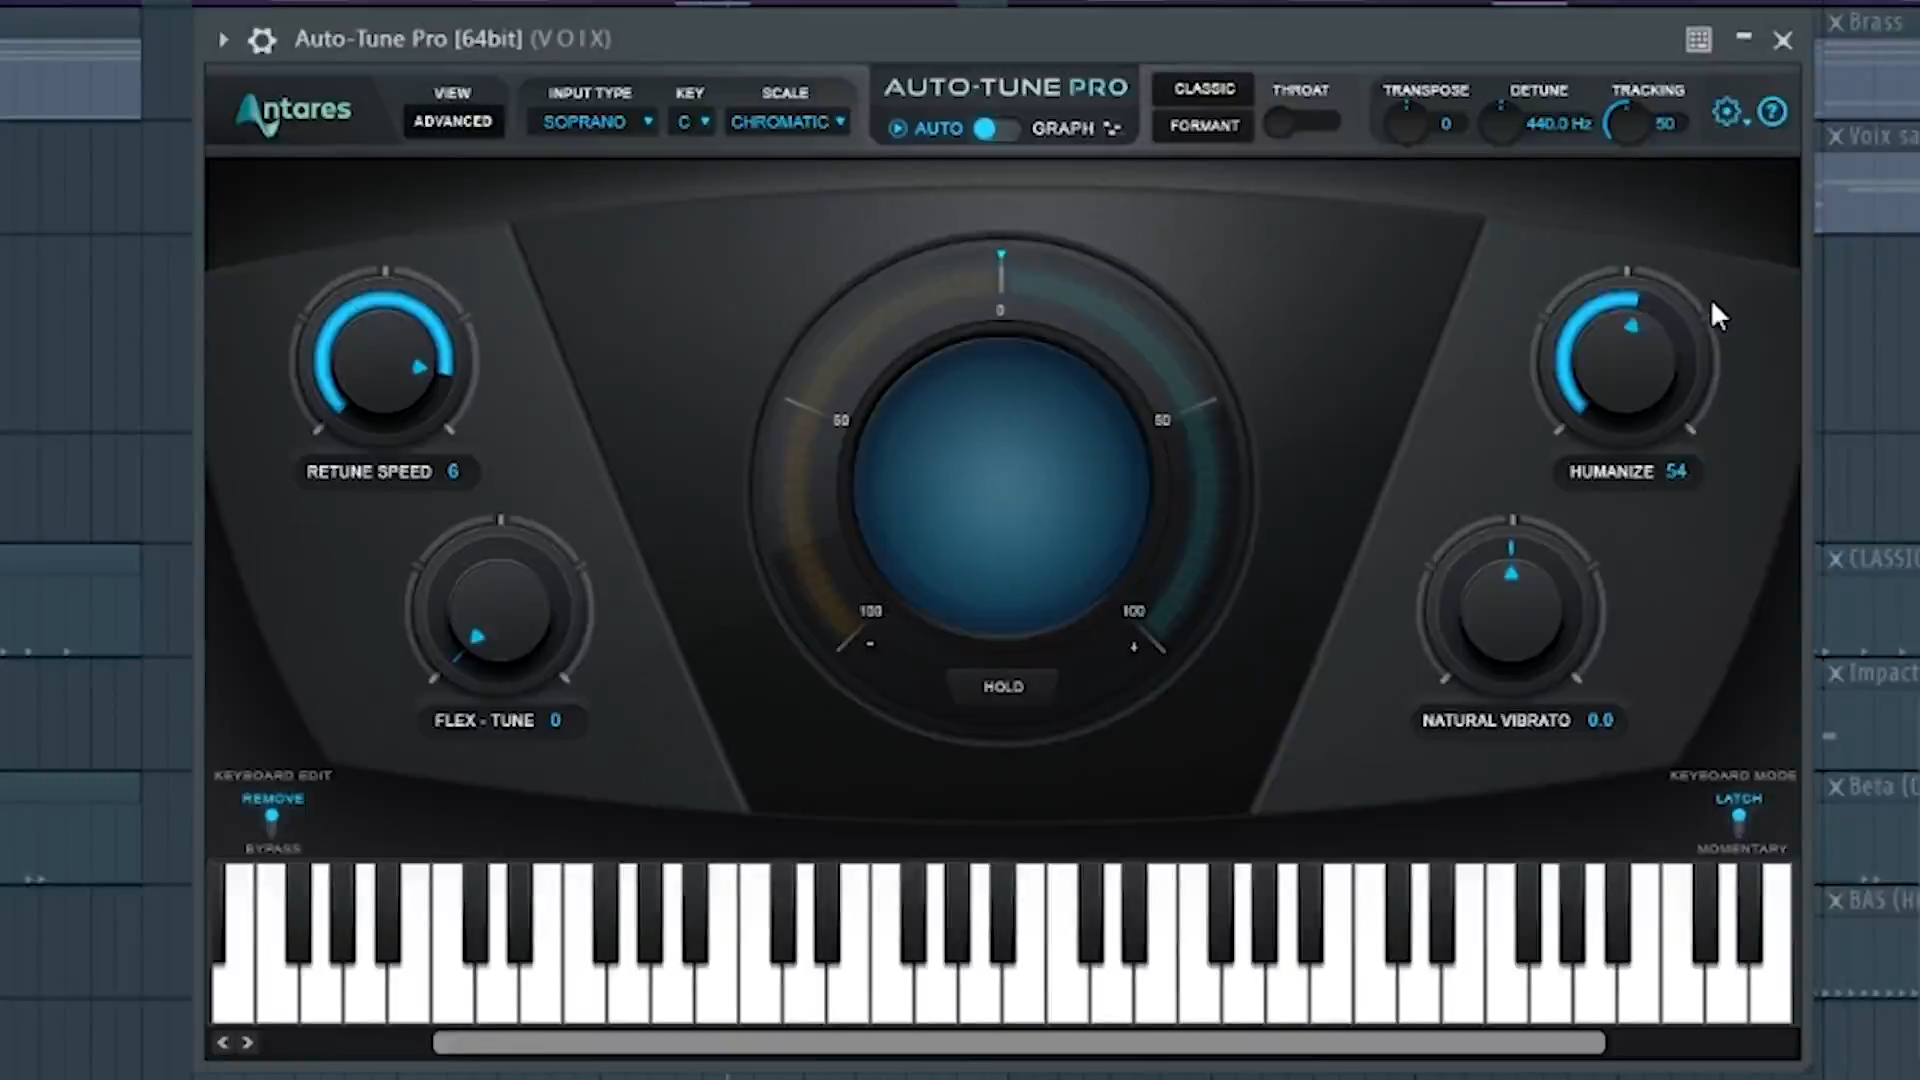 Auto-Tune Pro [64bit] (VOIX)
Brass
Antares
VIEW
ADVANCED
INPUT TYPE
SOPRANO
KEY
C
SCALE
CHROMATIC
AUTO-TUNE PRO
AUTO
GRAPH
CLASSIC
FORMANT
THROAT
TRANSPOSE
0
DETUNE
440.0 Hz
TRACKING
50
Voix sa
0
50
50
100
-
100
+
HOLD
RETUNE SPEED 6
HUMANIZE 54
FLEX - TUNE 0
NATURAL VIBRATO 0.0
CLASSIC
Impact
Beta (
BAS (H
KEYBOARD EDIT
REMOVE
BYPASS
KEYBOARD MODE
LATCH
MOMENTARY